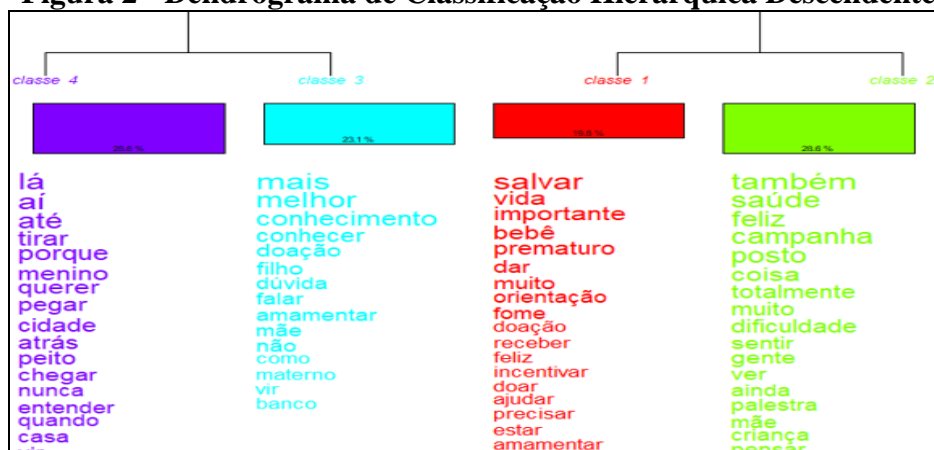 Figura 2 - Dendrograma de Classificação Hierárquica Descendente
classe 4
classe 3
classe 1
classe 2
28.6 %
23.1 %
19.8 %
28.6 %
lá
aí
até
tirar
porque
menino
querer
pegar
cidade
atrás
peito
chegar
nunca
entender
quando
casa
mais
melhor
conhecimento
conhecer
doação
filho
dúvida
falar
amamentar
mãe
não
como
materno
vir
banco
salvar
vida
importante
bebê
prematuro
dar
muito
orientação
fome
doação
receber
feliz
incentivar
doar
ajudar
precisar
estar
amamentar
também
saúde
feliz
campanha
posto
coisa
totalmente
muito
dificuldade
sentir
gente
ver
ainda
palestra
mãe
criança
pensar